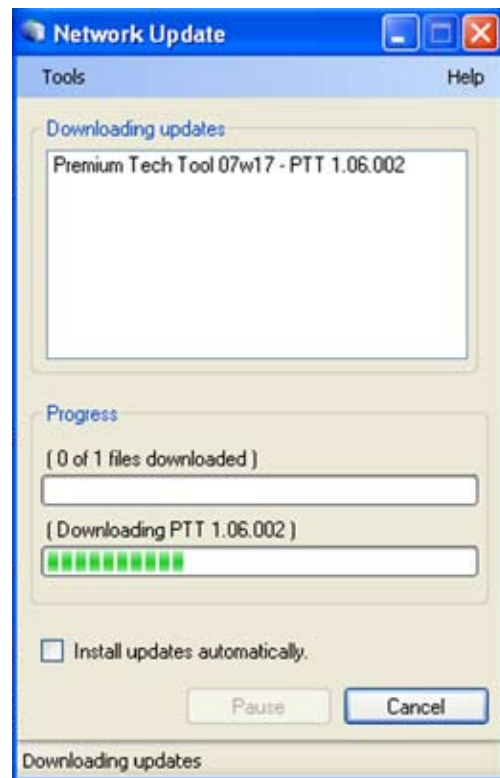 Network Update
Tools Help
Downloading updates
Premium Tech Tool 07w17 - PTT 1.06.002
Progress
( 0 of 1 files downloaded )
( Downloading PTT 1.06.002 )
Install updates automatically.
Pause Cancel
Downloading updates